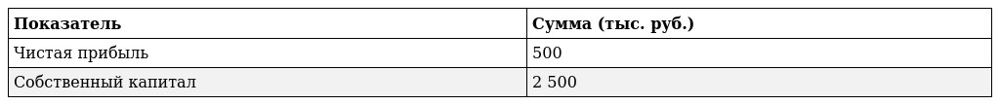 Показатель Сумма (тыс. руб.)
Чистая прибыль 500
Собственный капитал 2 500